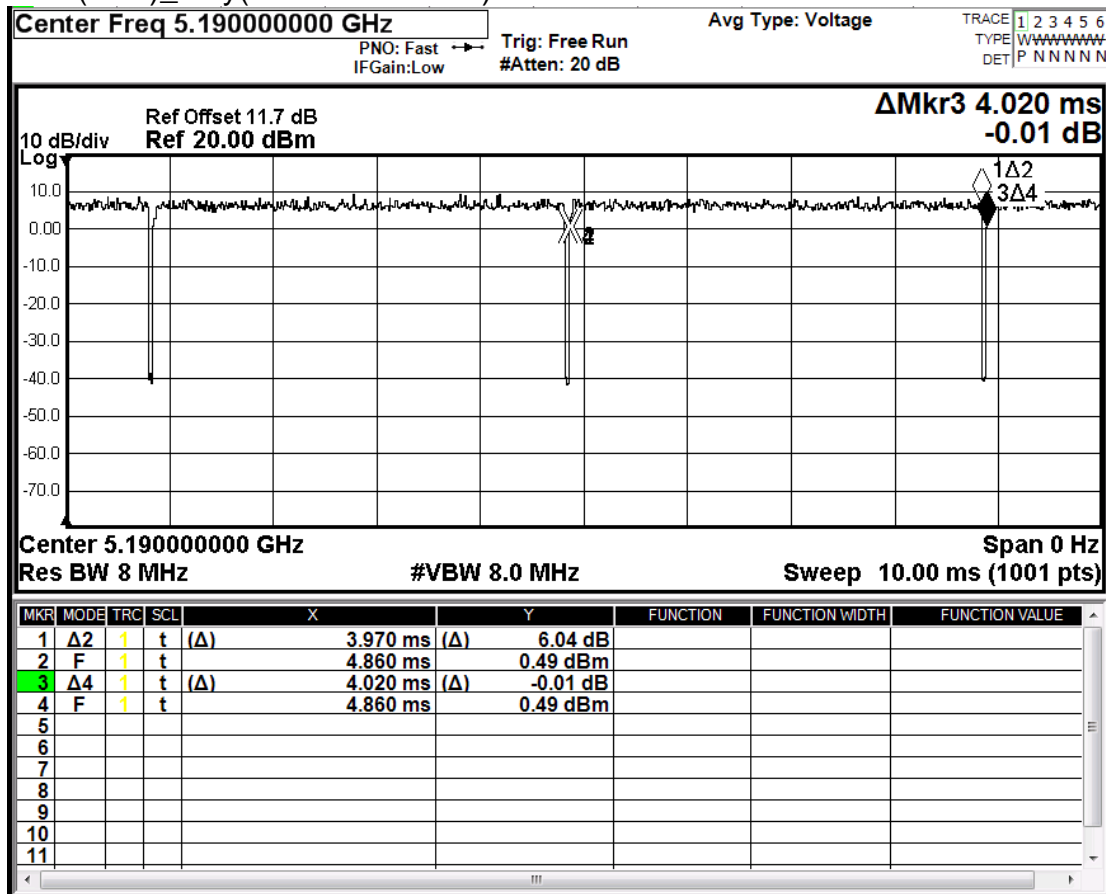 Center Freq 5.190000000 GHz
PNO: Fast
IFGain:Low
Trig: Free Run
#Atten: 20 dB
Avg Type: Voltage
TRACE 1 2 3 4 5 6
TYPE W
DET P N N N N N
Ref Offset 11.7 dB
10 dB/div Ref 20.00 dBm
Log
ΔMkr3 4.020 ms
-0.01 dB
10.0
0.00
-10.0
-20.0
-30.0
-40.0
-50.0
-60.0
-70.0
1Δ2
3Δ4
Center 5.190000000 GHz Span 0 Hz
Res BW 8 MHz #VBW 8.0 MHz Sweep 10.00 ms (1001 pts)
MKR MODE TRC SCL X Y FUNCTION FUNCTION WIDTH FUNCTION VALUE
1 Δ2 1 t (Δ) 3.970 ms (Δ) 6.04 dB
2 F 1 t 4.860 ms 0.49 dBm
3 Δ4 1 t (Δ) 4.020 ms (Δ) -0.01 dB
4 F 1 t 4.860 ms 0.49 dBm
5
6
7
8
9
10
11